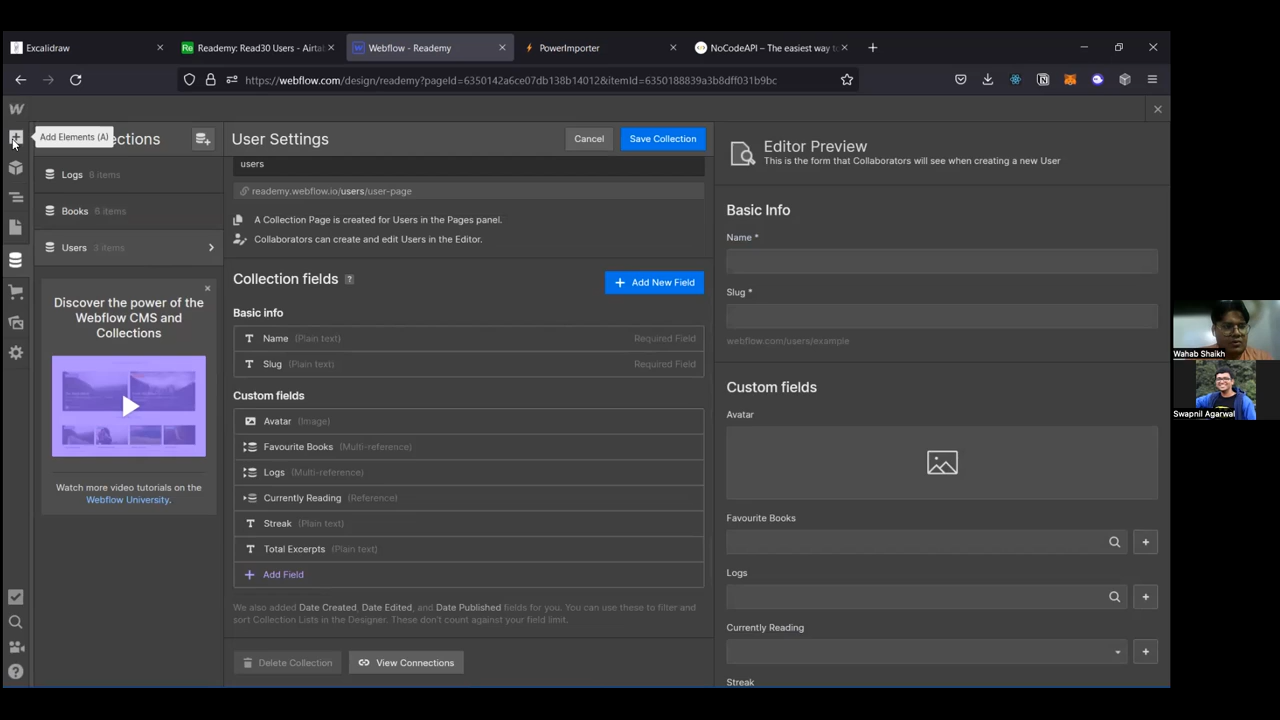 Excalidraw
Re Reademy: Read30 Users - Airta
Webflow - Reademy
PowerImporter
NoCodeAPI – The easiest way to
https://webflow.com/design/reademy?pageId=6350142a6ce07db138b14012&itemId=6350188839a3b8dff031b9bc
Add Elements (A)
ections
User Settings
Cancel
Save Collection
Editor Preview
This is the form that Collaborators will see when creating a new User
Logs 6 items
Books 6 items
Users 3 items
Discover the power of the
Webflow CMS and
Collections
Watch more video tutorials on the
Webflow University.
users
reademy.webflow.io/users/user-page
A Collection Page is created for Users in the Pages panel.
Collaborators can create and edit Users in the Editor.
Collection fields ?
+ Add New Field
Basic info
Name (Plain text) Required Field
Slug (Plain text) Required Field
Custom fields
Avatar (Image)
Favourite Books (Multi-reference)
Logs (Multi-reference)
Currently Reading (Reference)
Streak (Plain text)
Total Excerpts (Plain text)
+ Add Field
We also added Date Created, Date Edited, and Date Published fields for you. You can use these to filter and
sort Collection Lists in the Designer. These don't count against your field limit.
Delete Collection
View Connections
Basic Info
Name *
Slug *
webflow.com/users/example
Custom fields
Avatar
Favourite Books
Logs
Currently Reading
Streak
Wahab Shaikh
Swapnil Agarwal